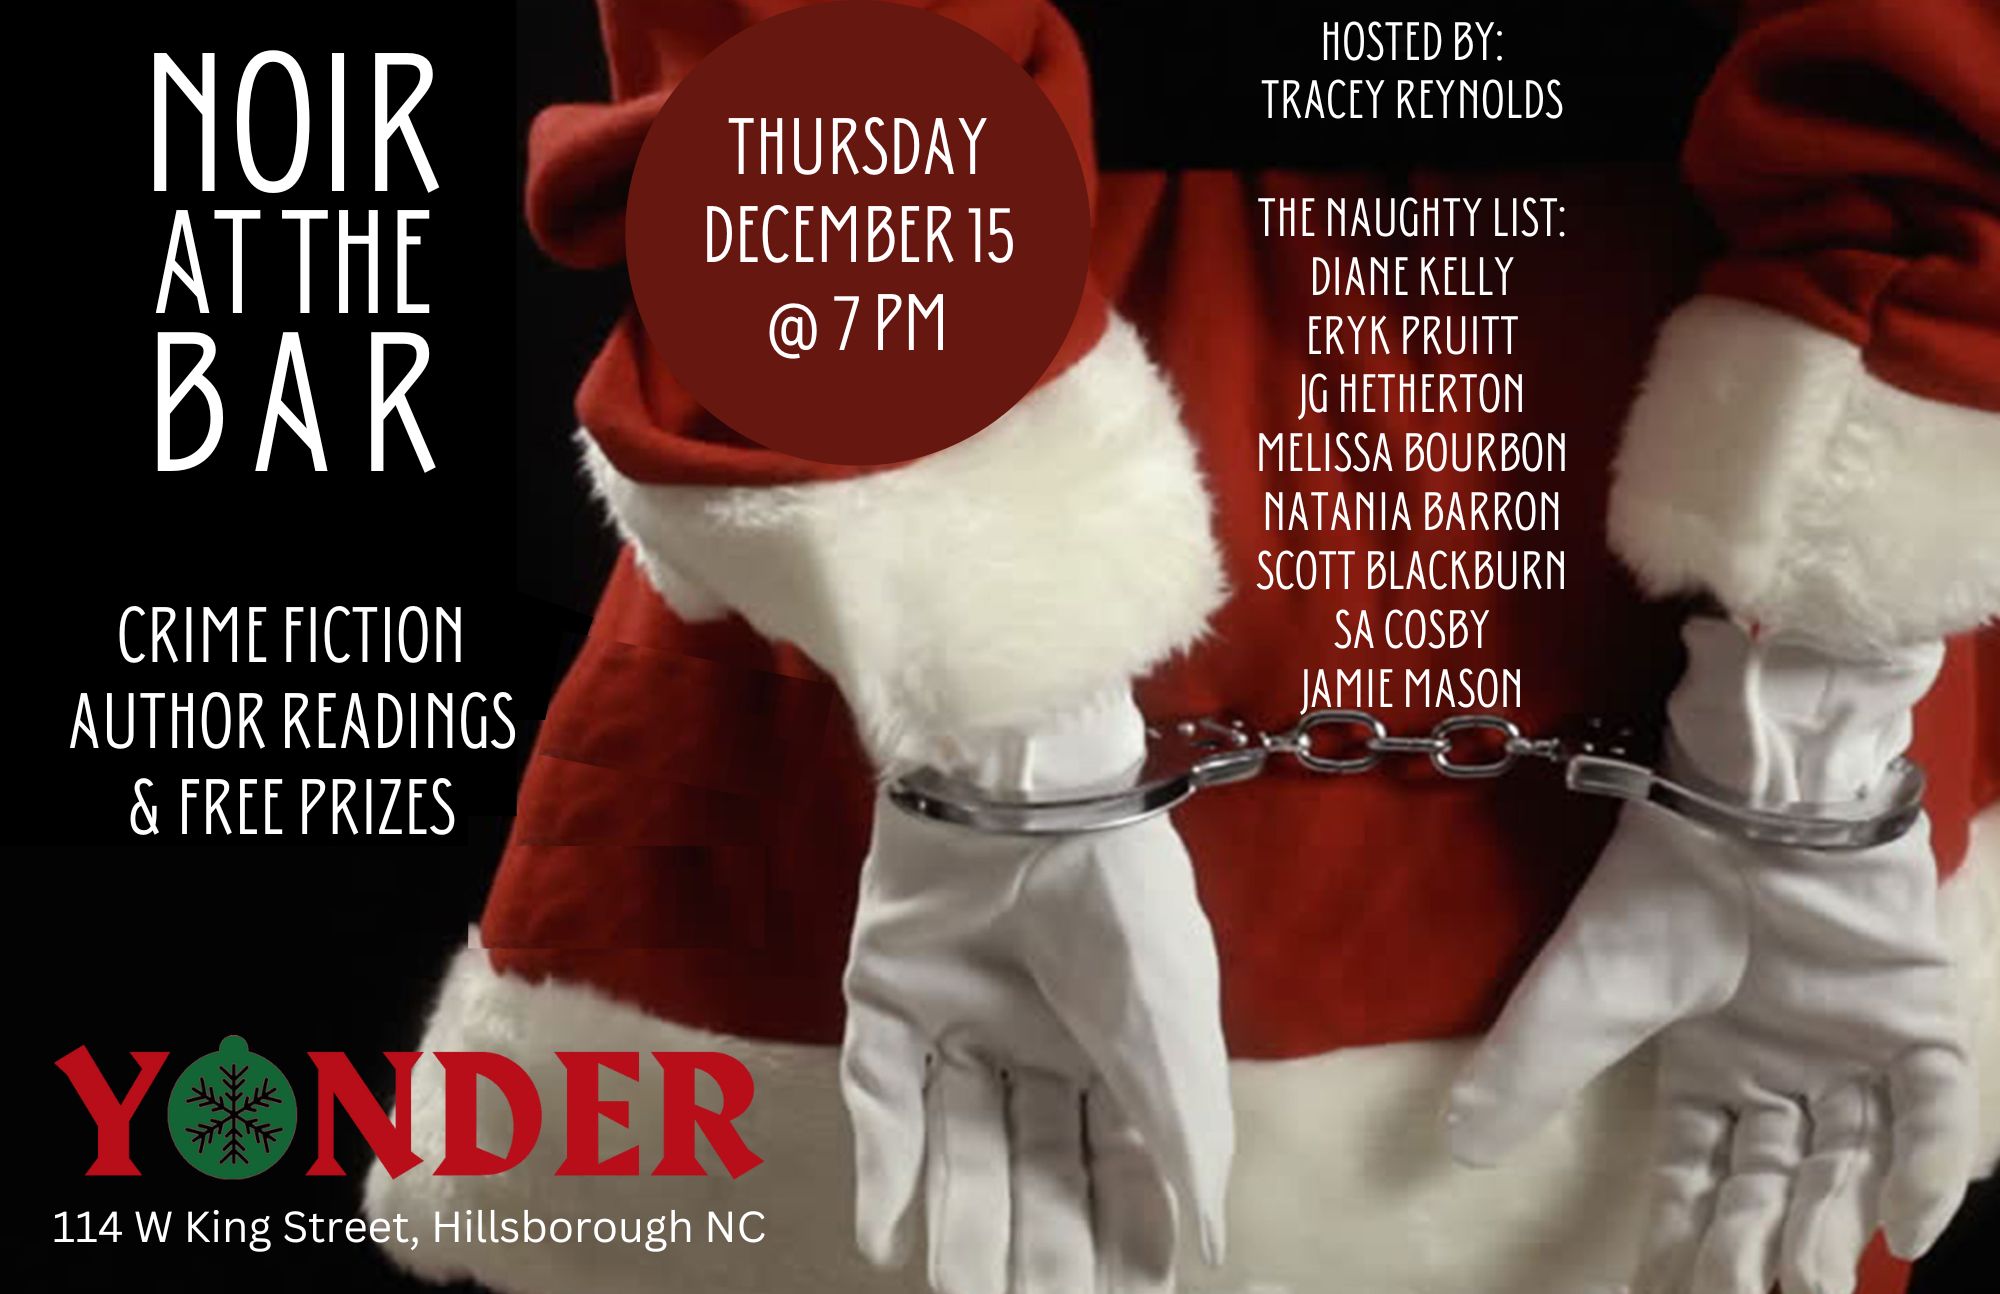 NOIR
AT THE
BAR
CRIME FICTION
AUTHOR READINGS
& FREE PRIZES
THURSDAY
DECEMBER 15
@ 7 PM
HOSTED BY:
TRACEY REYNOLDS
THE NAUGHTY LIST:
DIANE KELLY
ERYK PRUITT
JG HETHERTON
MELISSA BOURBON
NATANIA BARRON
SCOTT BLACKBURN
SA COSBY
JAMIE MASON
YONDER
114 W King Street, Hillsborough NC